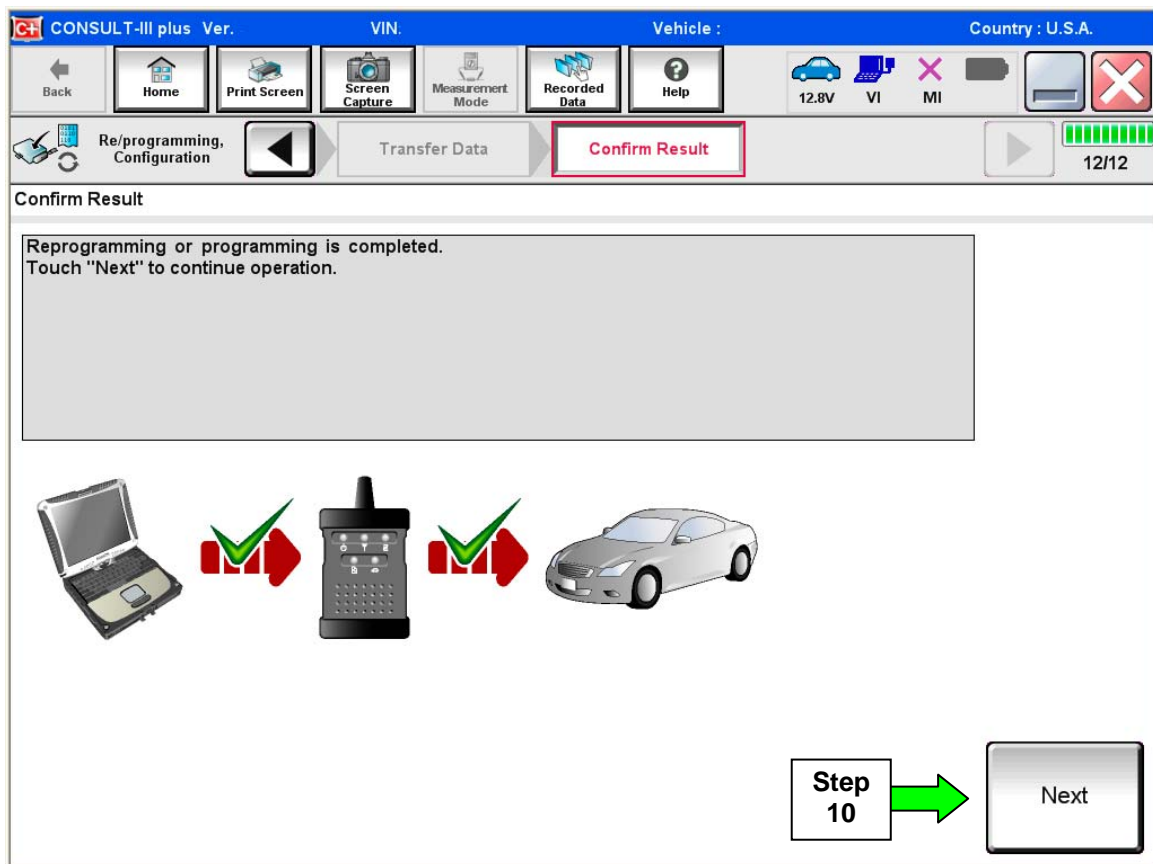 C+ CONSULT-III plus Ver. VIN: Vehicle : Country : U.S.A.
Back
Home
Print Screen
Screen
Capture
Measurement
Mode
Recorded
Data
Help
12.8V
VI
MI
Re/programming,
Configuration
Transfer Data
Confirm Result
12/12
Confirm Result
Reprogramming or programming is completed.
Touch "Next" to continue operation.
Step
10
Next